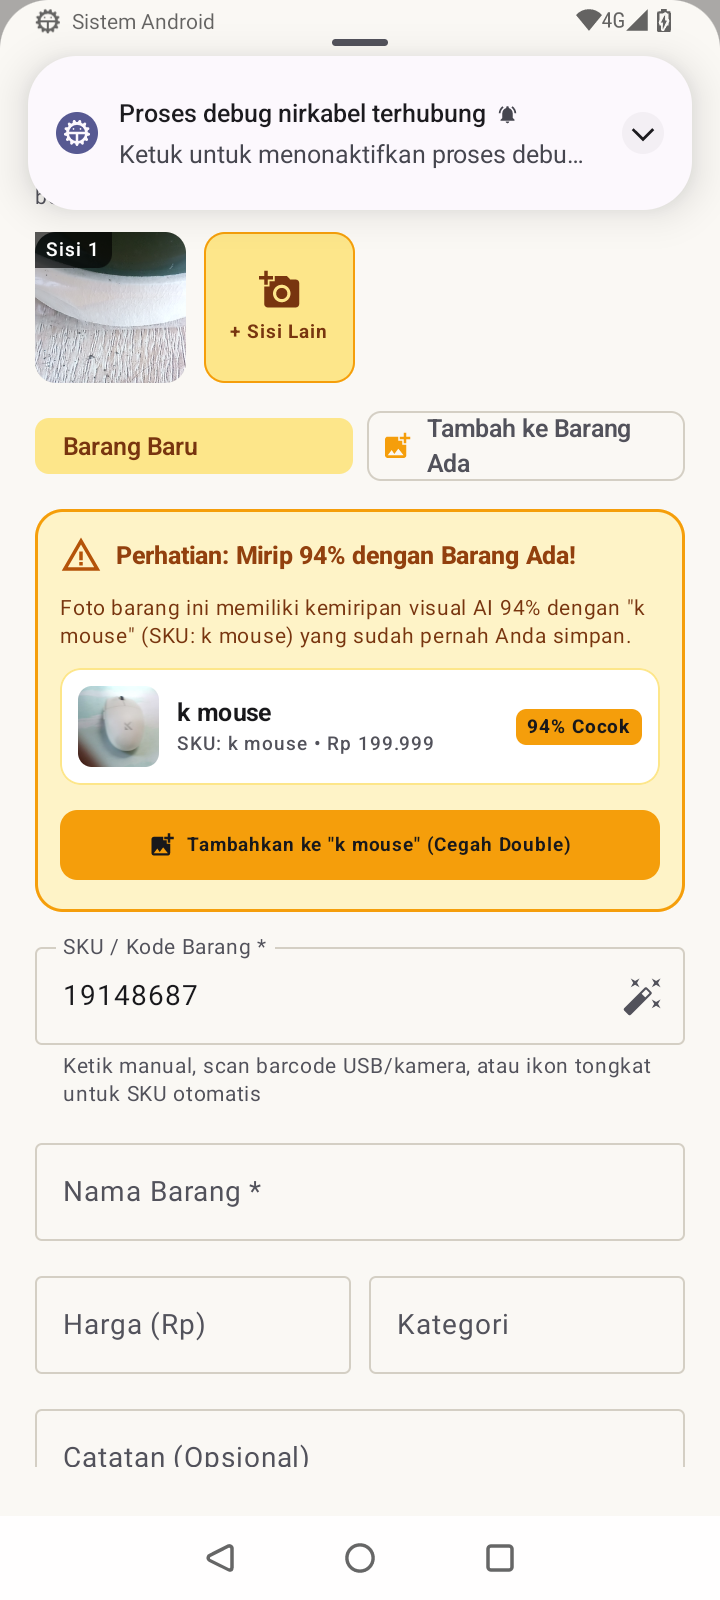 Sistem Android
4G
Proses debug nirkabel terhubung
Ketuk untuk menonaktifkan proses debu...
Sisi 1
+ Sisi Lain
Barang Baru
Tambah ke Barang
Ada
Perhatian: Mirip 94% dengan Barang Ada!
Foto barang ini memiliki kemiripan visual AI 94% dengan "k
mouse" (SKU: k mouse) yang sudah pernah Anda simpan.
k mouse
SKU: k mouse • Rp 199.999
94% Cocok
Tambahkan ke "k mouse" (Cegah Double)
SKU / Kode Barang *
19148687
Ketik manual, scan barcode USB/kamera, atau ikon tongkat
untuk SKU otomatis
Nama Barang *
Harga (Rp)
Kategori
Catatan (Opsional)